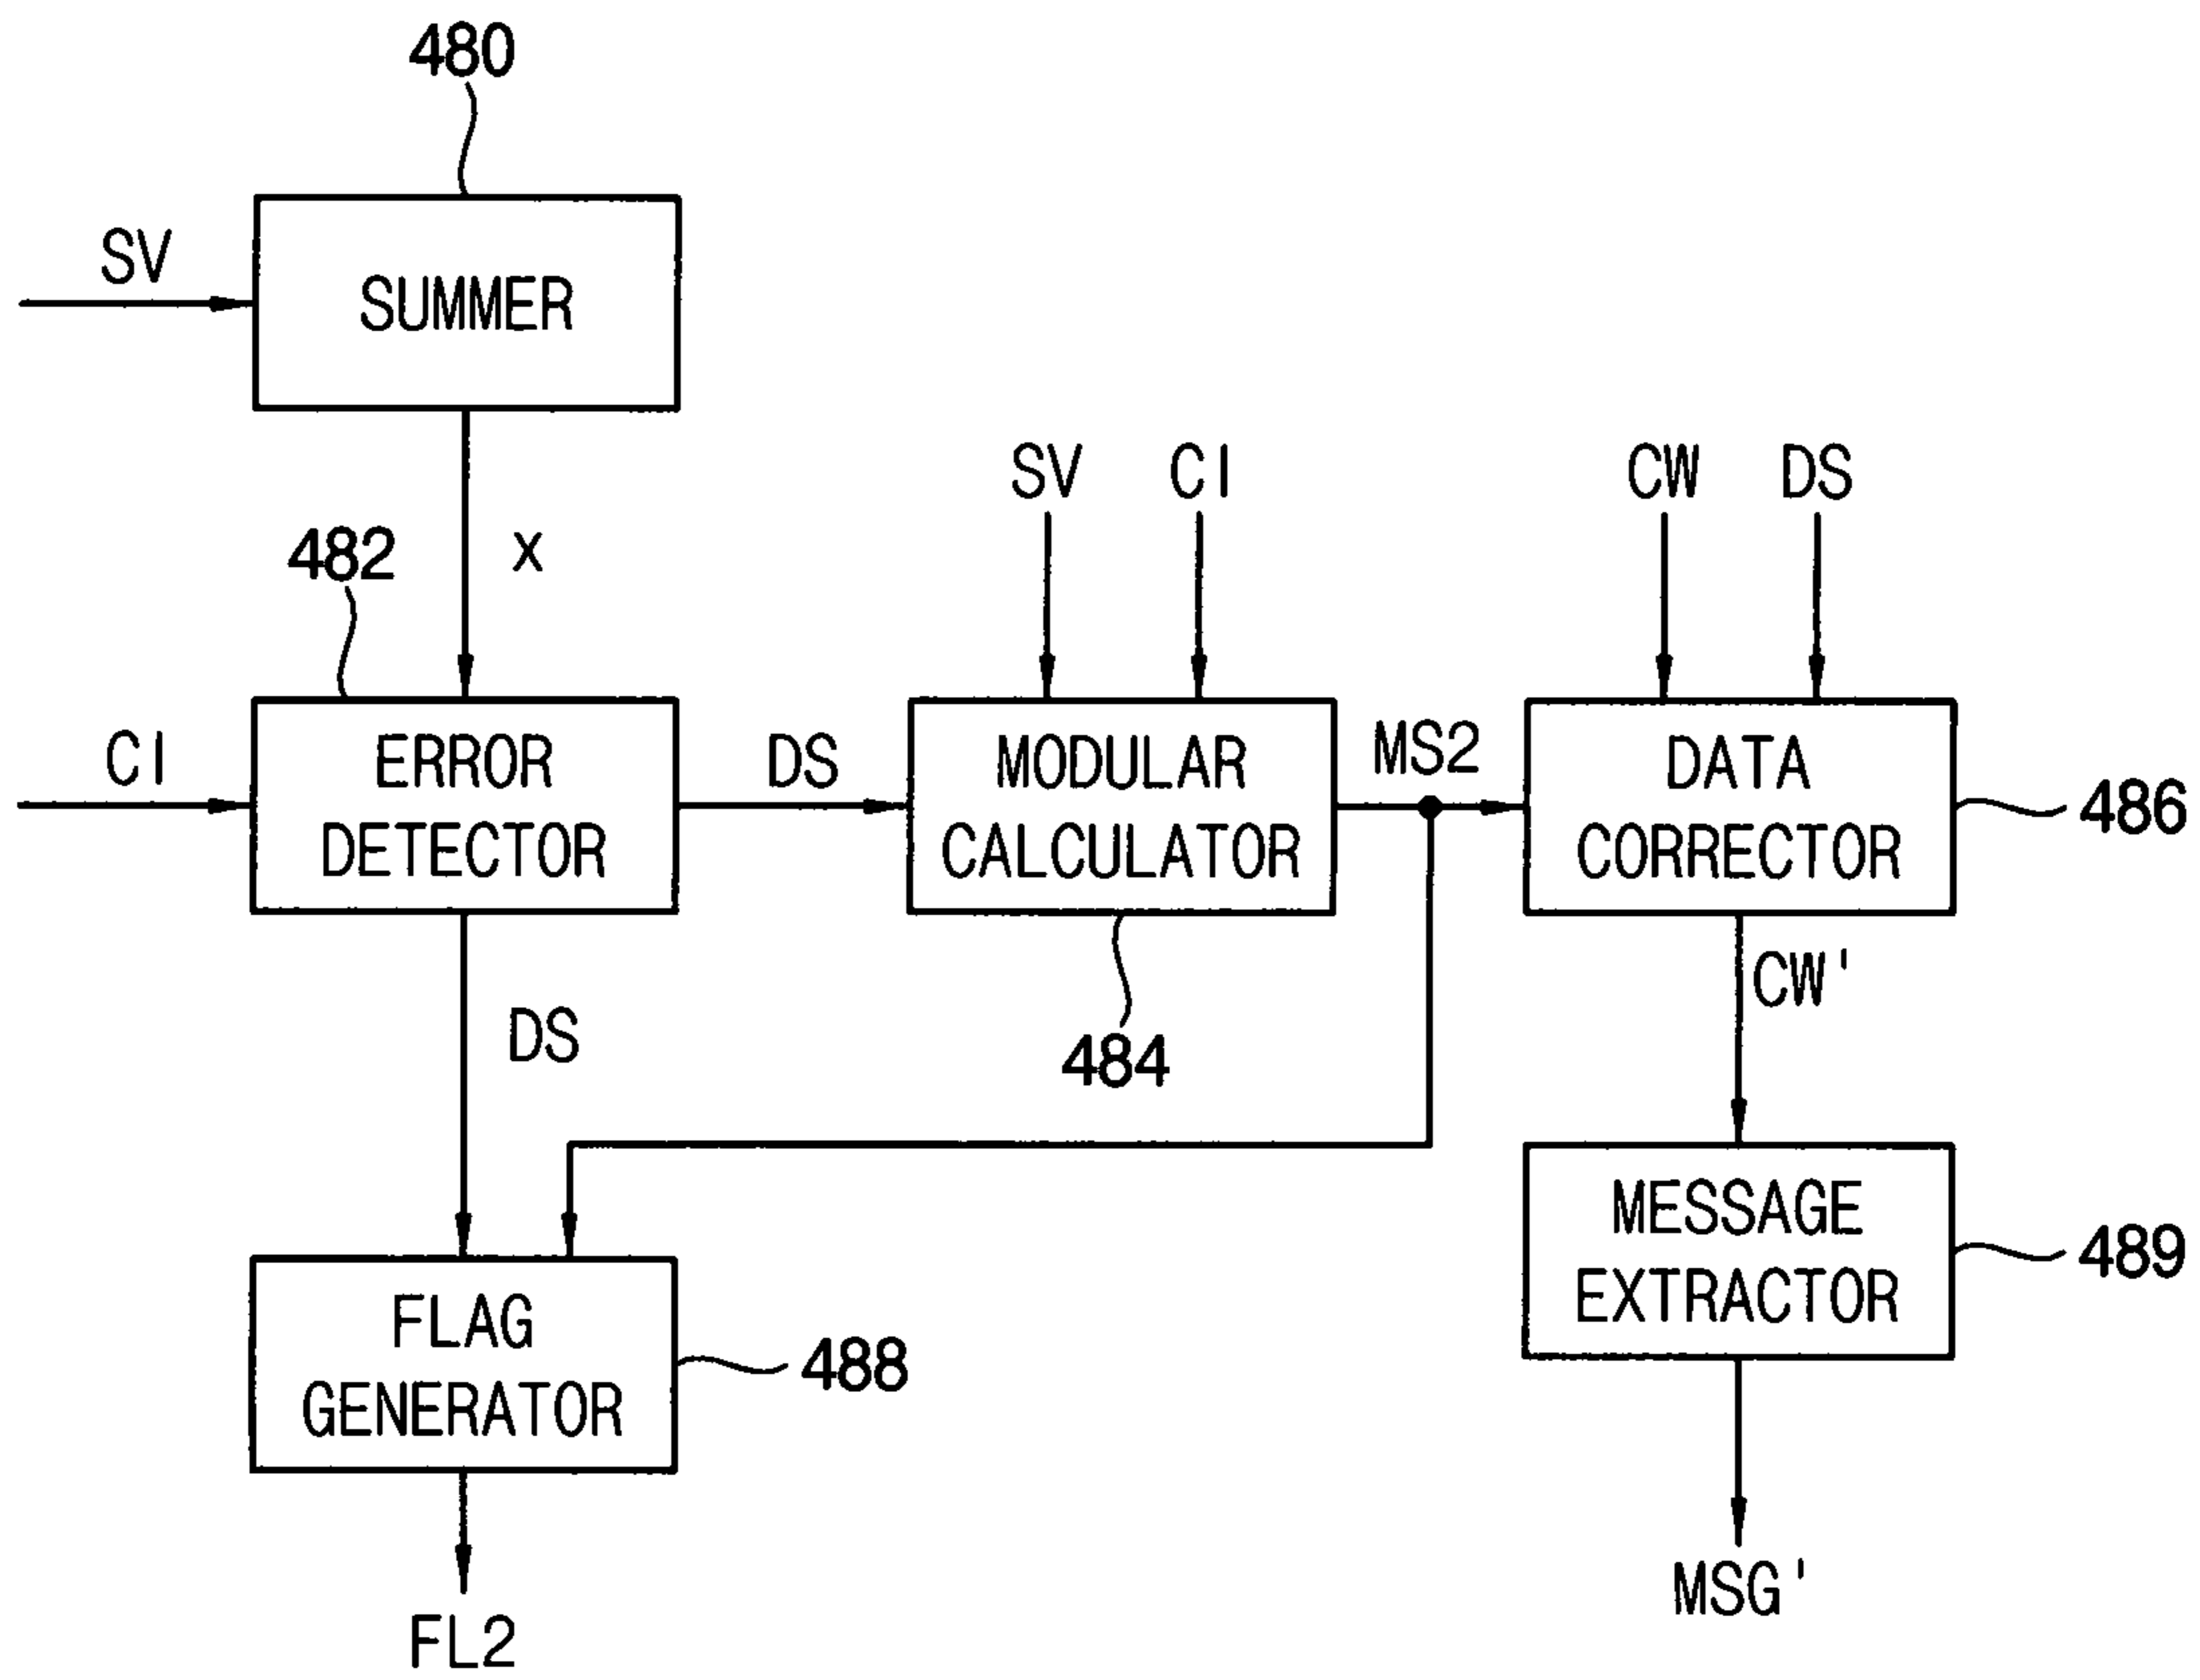 480
SV
SUMMER
SV
CI
CW
DS
482
X
CI
ERROR
DETECTOR
DS
MODULAR
CALCULATOR
MS2
DATA
CORRECTOR
486
CW'
DS
484
MESSAGE
EXTRACTOR
489
FLAG
GENERATOR
488
FL2
MSG'